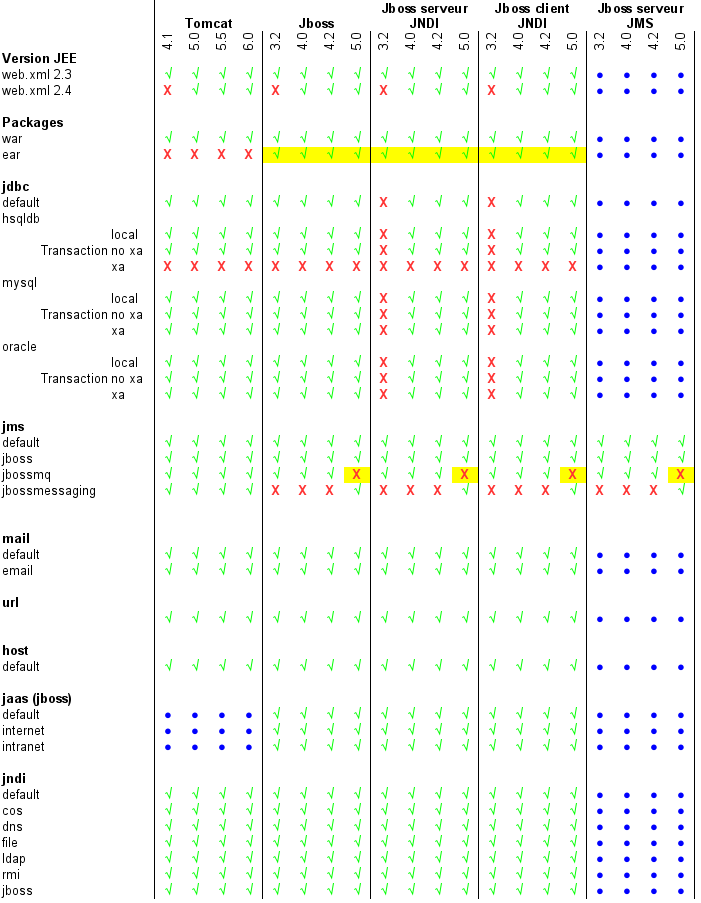 Jboss serveur Jboss client Jboss serveur
Tomcat Jboss JNDI JNDI JMS
4.1 5.0 5.5 6.0 3.2 4.0 4.2 5.0 3.2 4.0 4.2 5.0 3.2 4.0 4.2 5.0 3.2 4.0 4.2 5.0
Version JEE
web.xml 2.3 √ √ √ √ √ √ √ √ √ √ √ √ √ √ √ √ • • • •
web.xml 2.4 X √ √ √ X √ √ √ X √ √ √ X √ √ √ • • • •
Packages
war √ √ √ √ √ √ √ √ √ √ √ √ √ √ √ √ • • • •
ear X X X X √ √ √ √ √ √ √ √ √ √ √ √ • • • •
jdbc
default √ √ √ √ √ √ √ √ X √ √ √ X √ √ √ • • • •
hsqldb
local √ √ √ √ √ √ √ √ X √ √ √ X √ √ √ • • • •
Transaction no xa √ √ √ √ √ √ √ √ X √ √ √ X √ √ √ • • • •
xa X X X X X X X X X X X X X X X X • • • •
mysql
local √ √ √ √ √ √ √ √ X √ √ √ X √ √ √ • • • •
Transaction no xa √ √ √ √ √ √ √ √ X √ √ √ X √ √ √ • • • •
xa √ √ √ √ √ √ √ √ X √ √ √ X √ √ √ • • • •
oracle
local √ √ √ √ √ √ √ √ X √ √ √ X √ √ √ • • • •
Transaction no xa √ √ √ √ √ √ √ √ X √ √ √ X √ √ √ • • • •
xa √ √ √ √ √ √ √ √ X √ √ √ X √ √ √ • • • •
jms
default √ √ √ √ √ √ √ √ √ √ √ √ √ √ √ √ √ √ √ √
jboss √ √ √ √ √ √ √ √ √ √ √ √ √ √ √ √ √ √ √ √
jbossmq √ √ √ √ √ √ √ X √ √ √ X √ √ √ X √ √ √ X
jbossmessaging √ √ √ √ X X X √ X X X √ X X X √ X X X √
mail
default √ √ √ √ √ √ √ √ √ √ √ √ √ √ √ √ • • • •
email √ √ √ √ √ √ √ √ √ √ √ √ √ √ √ √ • • • •
url
√ √ √ √ √ √ √ √ √ √ √ √ √ √ √ √ • • • •
host
default √ √ √ √ √ √ √ √ √ √ √ √ √ √ √ √ • • • •
jaas (jboss)
default • • • • √ √ √ √ √ √ √ √ √ √ √ √ • • • •
internet • • • • √ √ √ √ √ √ √ √ √ √ √ √ • • • •
intranet • • • • √ √ √ √ √ √ √ √ √ √ √ √ • • • •
jndi
default √ √ √ √ √ √ √ √ √ √ √ √ √ √ √ √ • • • •
cos √ √ √ √ √ √ √ √ √ √ √ √ √ √ √ √ • • • •
dns √ √ √ √ √ √ √ √ √ √ √ √ √ √ √ √ • • • •
file √ √ √ √ √ √ √ √ √ √ √ √ √ √ √ √ • • • •
ldap √ √ √ √ √ √ √ √ √ √ √ √ √ √ √ √ • • • •
rmi √ √ √ √ √ √ √ √ √ √ √ √ √ √ √ √ • • • •
jboss √ √ √ √ √ √ √ √ √ √ √ √ √ √ √ √ • • • •